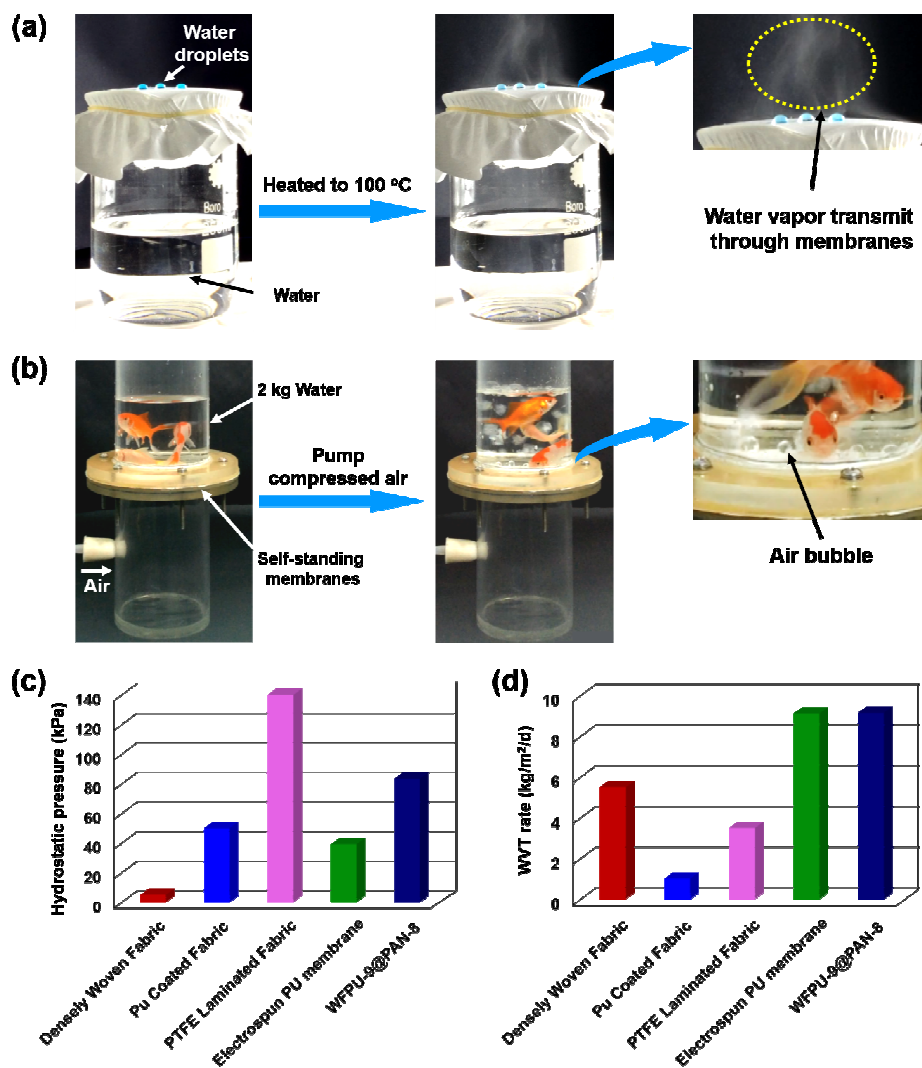 (a)
Water
droplets
Heated to 100 °C
Boro
Water
Boro
Water vapor transmit
through membranes
(b)
2 kg Water
Pump
compressed air
Self-standing
membranes
Air
Air bubble
(c)
Hydrostatic pressure (kPa)
140
120
100
80
60
40
20
0
Densely Woven Fabric
Pu Coated Fabric
PTFE Laminated Fabric
Electrospun PU membrane
WFPU-9@PAN-8
(d)
WVT rate (kg/m²/d)
10
8
6
4
2
0
Densely Woven Fabric
Pu Coated Fabric
PTFE Laminated Fabric
Electrospun PU membrane
WFPU-9@PAN-8